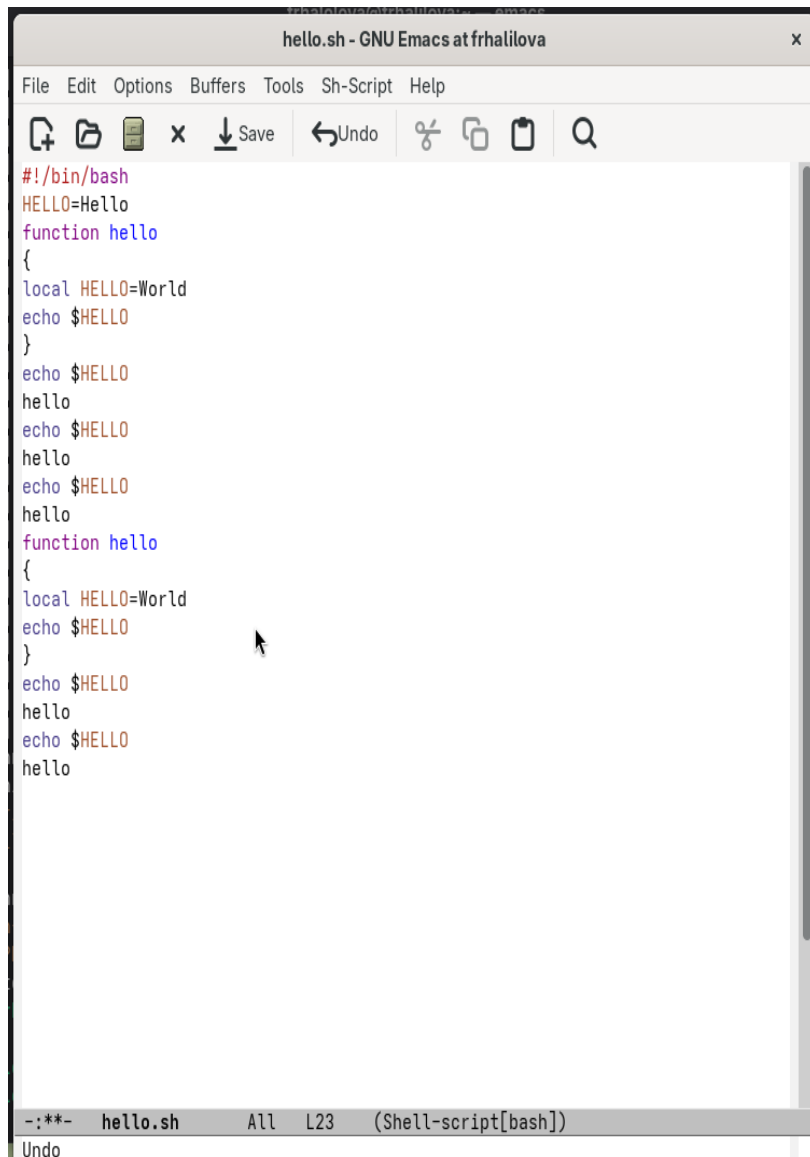 hello.sh - GNU Emacs at frhalilova ×
File Edit Options Buffers Tools Sh-Script Help
Save Undo
#!/bin/bash
HELLO=Hello
function hello
{
local HELLO=World
echo $HELLO
}
echo $HELLO
hello
echo $HELLO
hello
echo $HELLO
hello
function hello
{
local HELLO=World
echo $HELLO
}
echo $HELLO
hello
echo $HELLO
hello
-:**- hello.sh All L23 (Shell-script[bash])
Undo